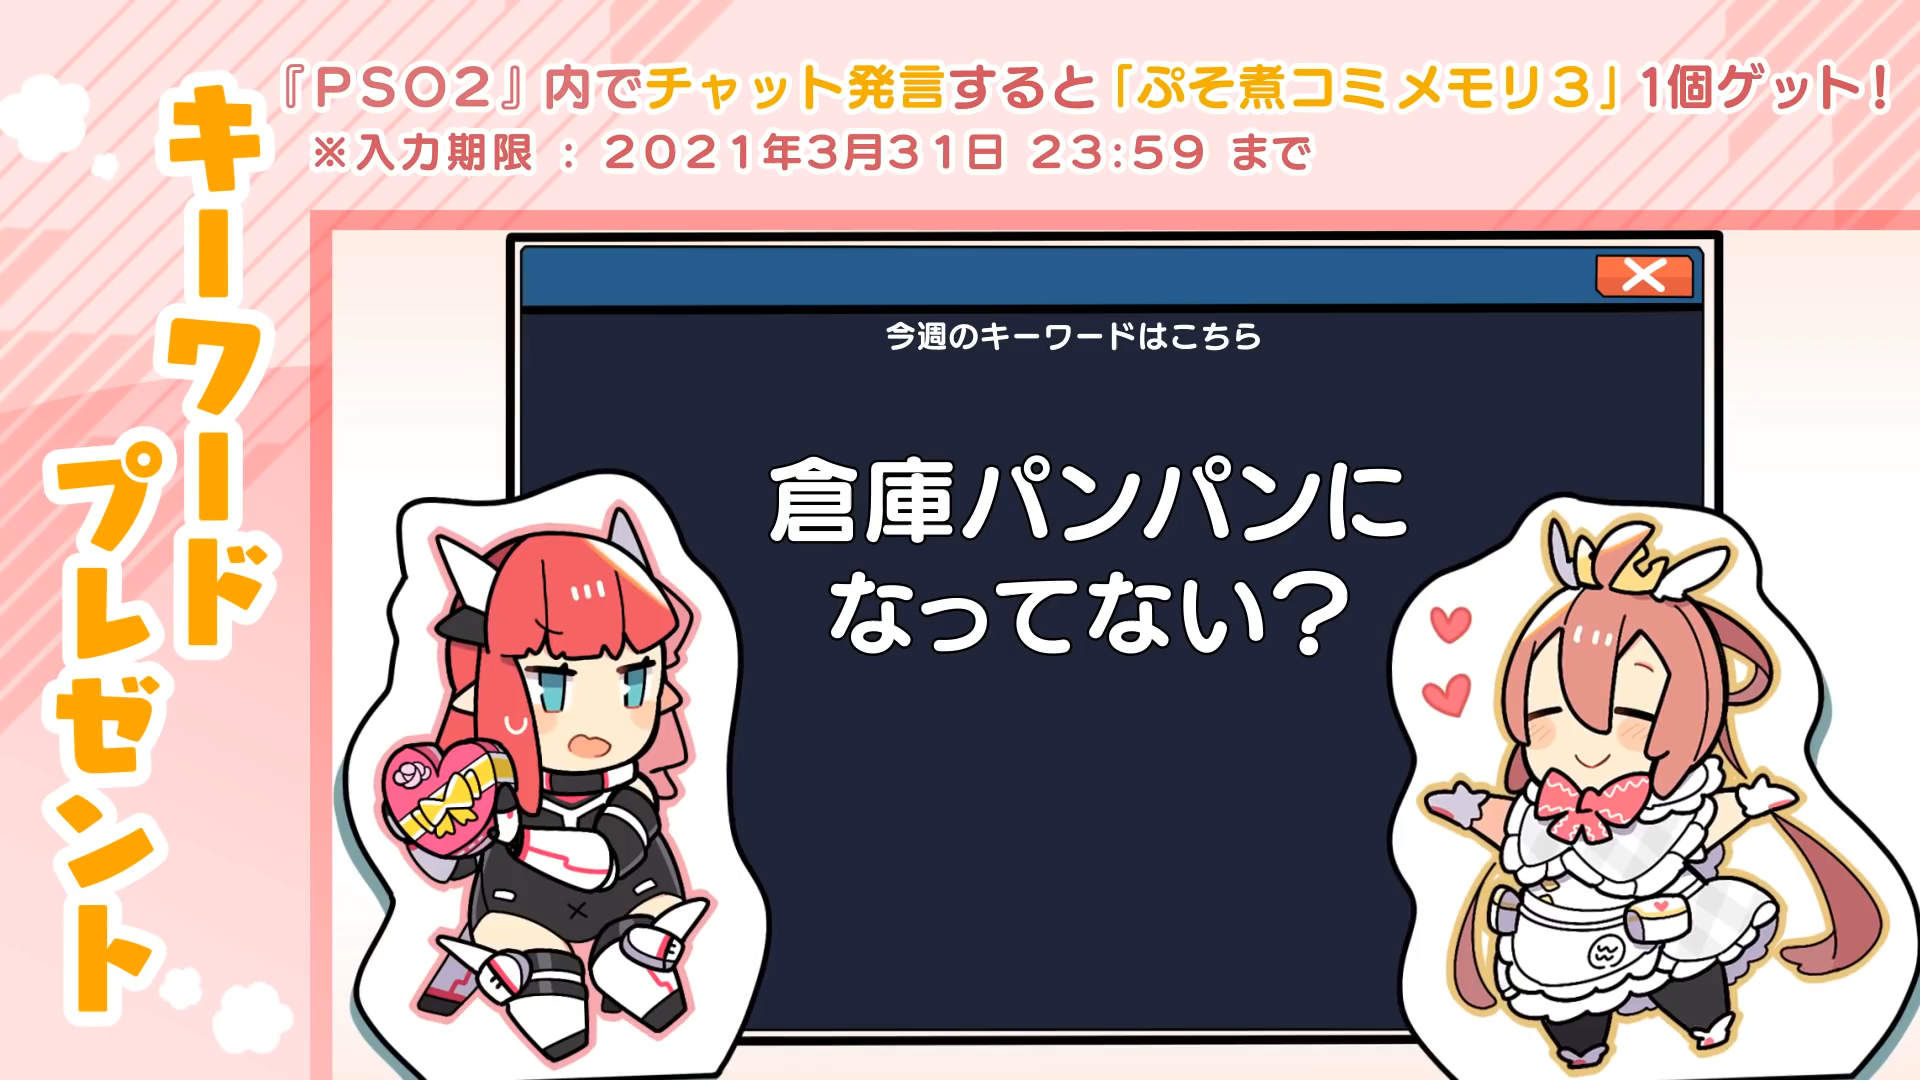 『PSO2』内でチャット発言すると「ぷそ煮コミメモリ3」1個ゲット!
※入力期限 : 2021年3月31日 23:59 まで
キーワード
プレゼント
今週のキーワードはこちら
倉庫パンパンに
なってない?